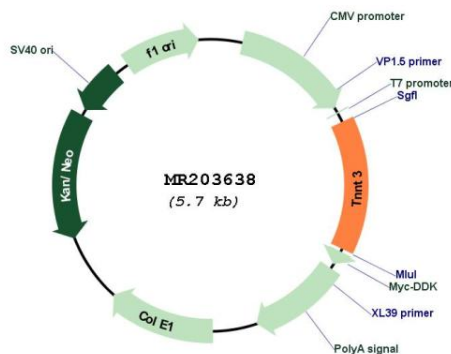 CMV promoter
f1 ori
SV40 ori
VP1.5 primer
T7 promoter
SgfI
Kan/Neo
MR203638
(5.7 kb)
Tnnt 3
MluI
Myc-DDK
XL39 primer
Col E1
PolyA signal